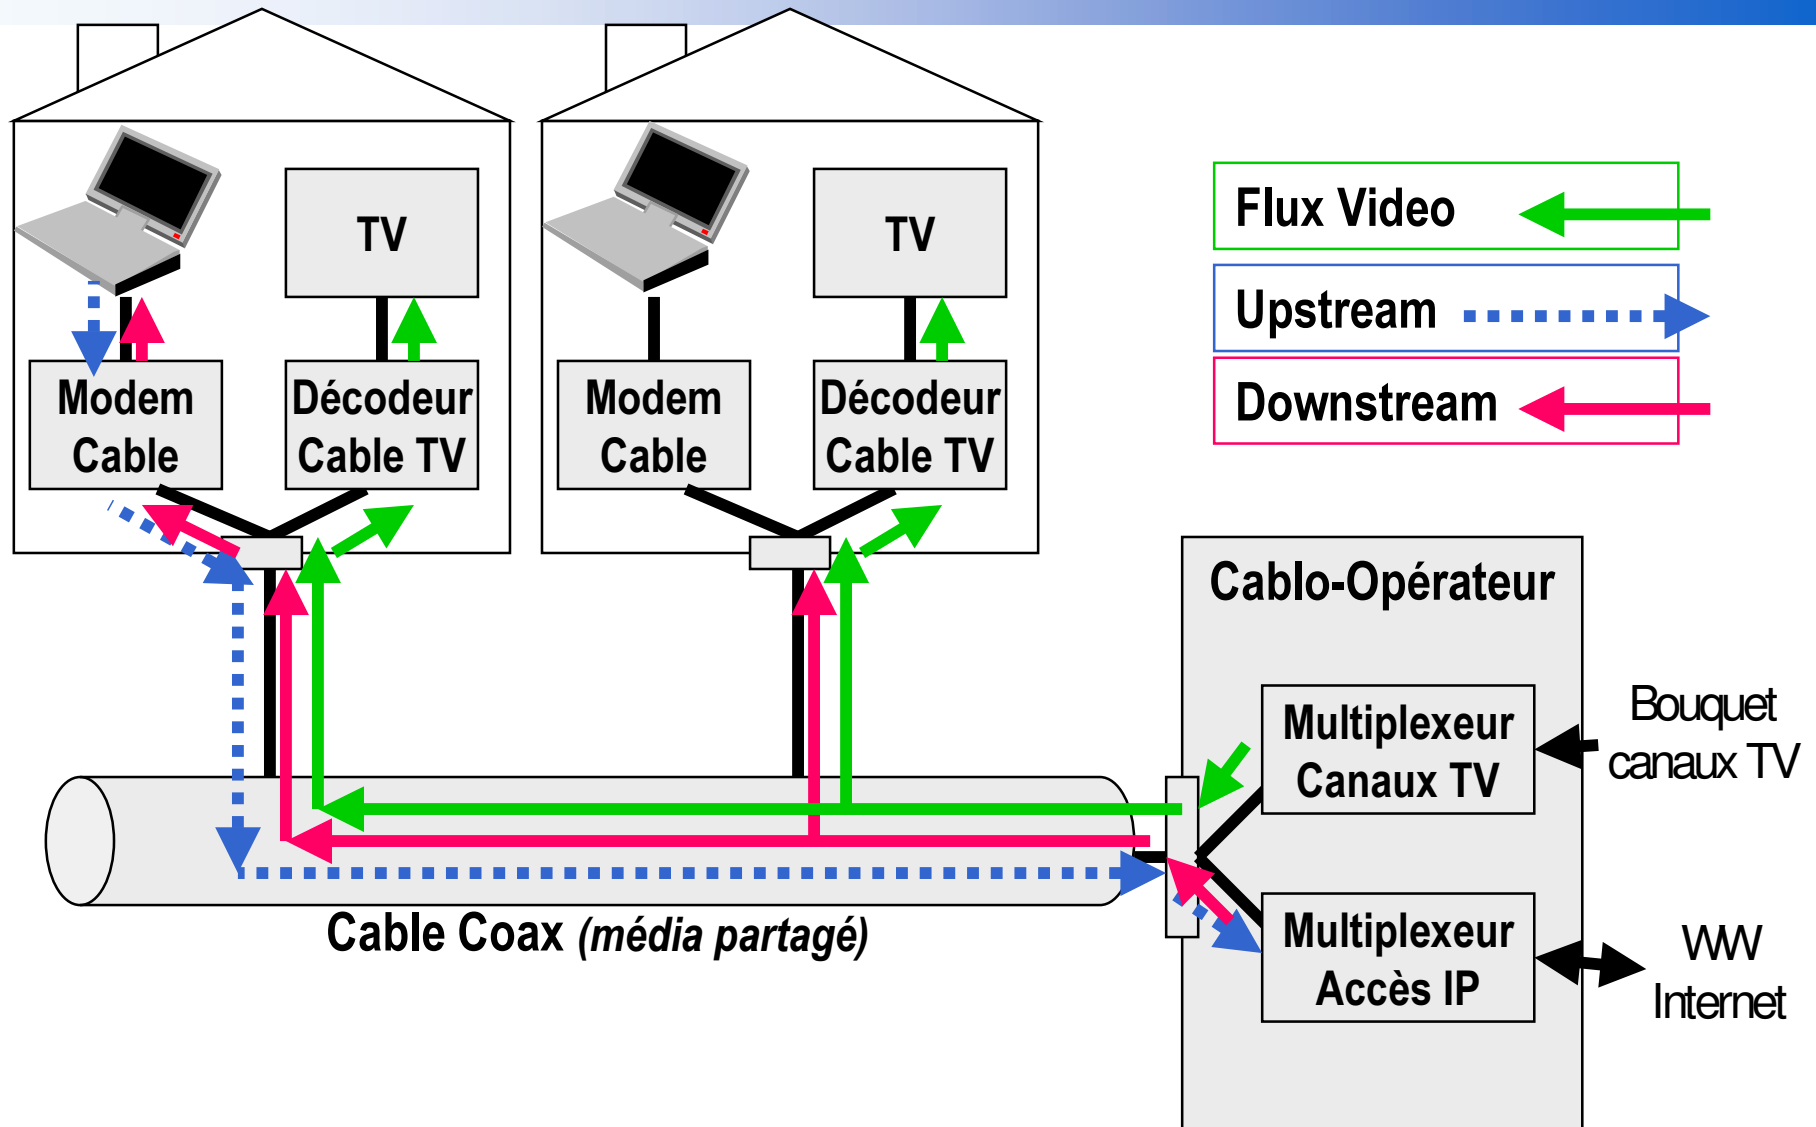 TV
Modem
Cable
Décodeur
Cable TV
TV
Modem
Cable
Décodeur
Cable TV
Flux Video
Upstream
Downstream
Cablo-Opérateur
Multiplexeur
Canaux TV
Bouquet
canaux TV
Multiplexeur
Accès IP
WW
Internet
Cable Coax (média partagé)